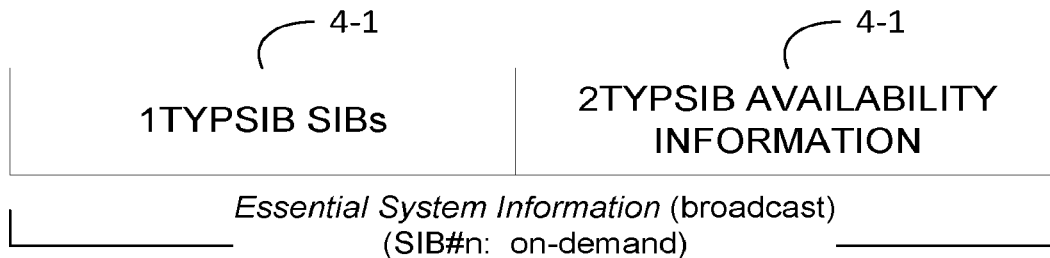 4-1 4-1
1TYPSIB SIBs
2TYPSIB AVAILABILITY
INFORMATION
Essential System Information (broadcast)
(SIB#n: on-demand)